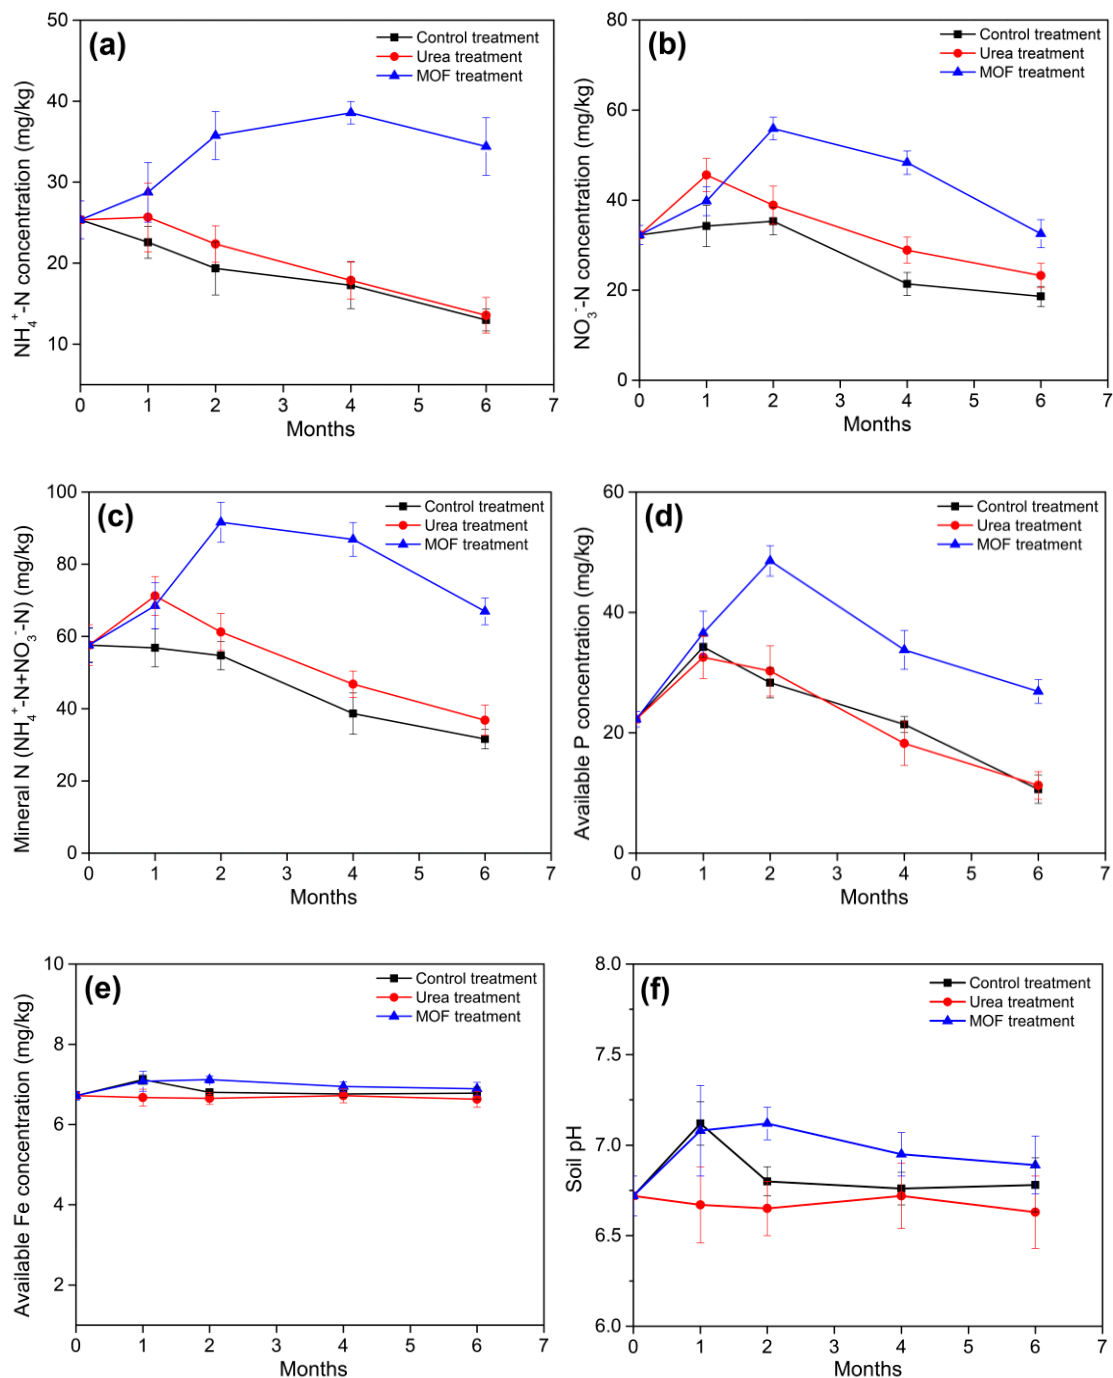 (a)
Control treatment
Urea treatment
MOF treatment
NH₄⁺-N concentration (mg/kg)
50
40
30
20
10
0 1 2 3 4 5 6 7
Months
(b)
Control treatment
Urea treatment
MOF treatment
NO₃⁻-N concentration (mg/kg)
80
60
40
20
0
0 1 2 3 4 5 6 7
Months
(c)
Control treatment
Urea treatment
MOF treatment
Mineral N (NH₄⁺-N+NO₃⁻-N) (mg/kg)
100
80
60
40
20
0
0 1 2 3 4 5 6 7
Months
(d)
Control treatment
Urea treatment
MOF treatment
Available P concentration (mg/kg)
60
40
20
0
0 1 2 3 4 5 6 7
Months
(e)
Control treatment
Urea treatment
MOF treatment
Available Fe concentration (mg/kg)
10
8
6
4
2
0 1 2 3 4 5 6 7
Months
(f)
Control treatment
Urea treatment
MOF treatment
Soil pH
8.0
7.5
7.0
6.5
6.0
0 1 2 3 4 5 6 7
Months